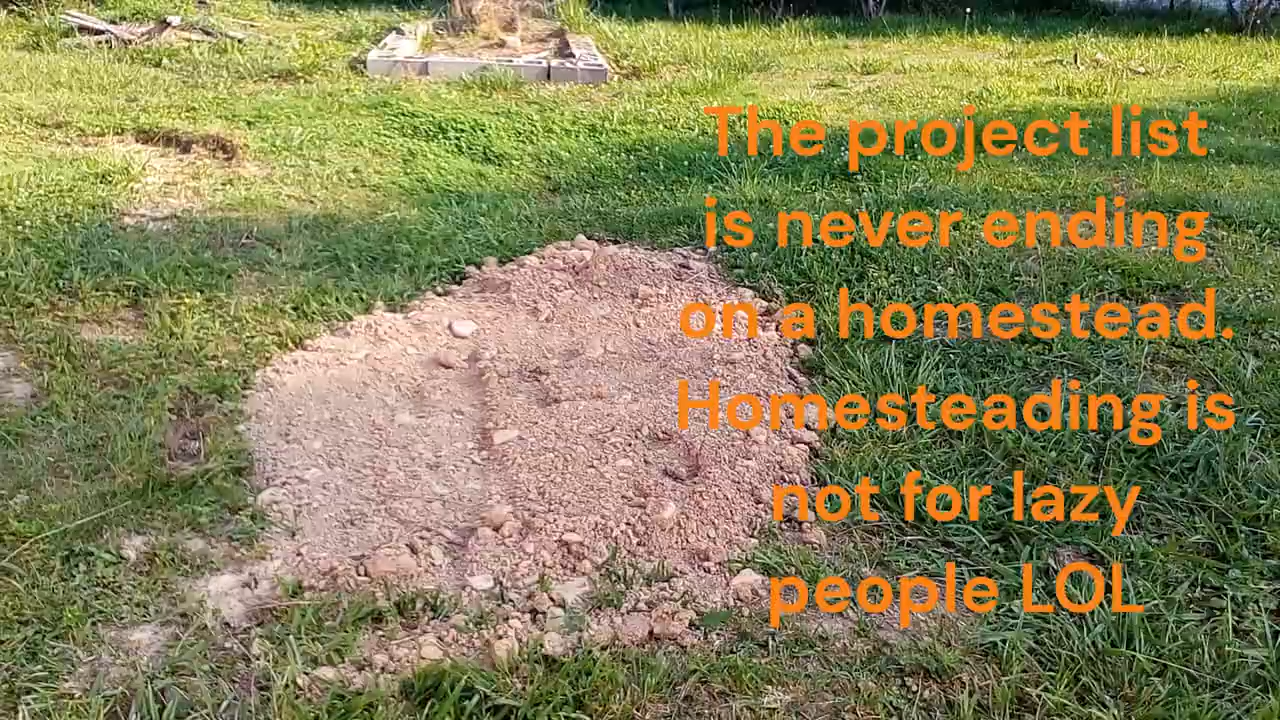 The project list
is never ending
on a homestead.
Homesteading is
not for lazy
people LOL